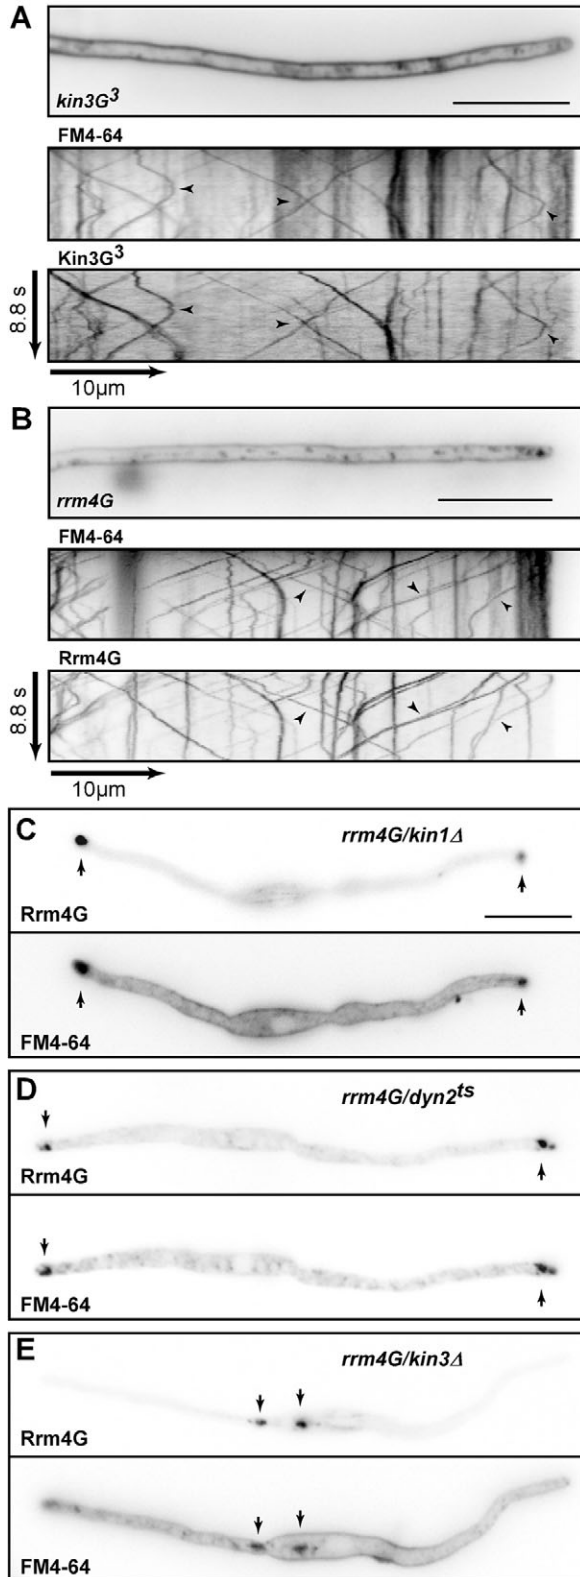 A
kin3G³
FM4-64
Kin3G³
8.8 s
10µm
B
rrm4G
FM4-64
Rrm4G
8.8 s
10µm
C
rrm4G/kin1Δ
Rrm4G
FM4-64
D
rrm4G/dyn2ᵗˢ
Rrm4G
FM4-64
E
rrm4G/kin3Δ
Rrm4G
FM4-64